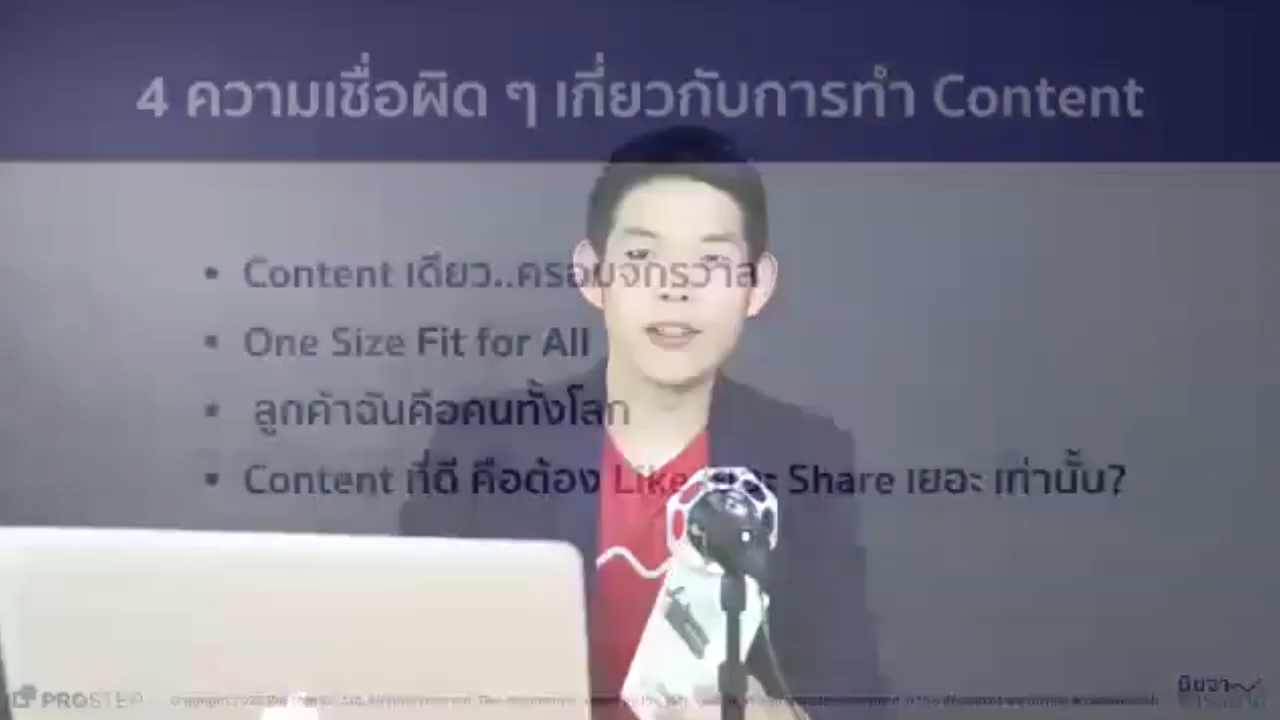 4 ความเชื่อผิด ๆ เกี่ยวกับการทำ Content
• Content เดียว..ครอบจักรวาล
• One Size Fit for All
• ลูกค้าฉันคือคนทั้งโลก
• Content ที่ดี คือต้อง Like เยอะ Share เยอะ เท่านั้น?
PROSTEP